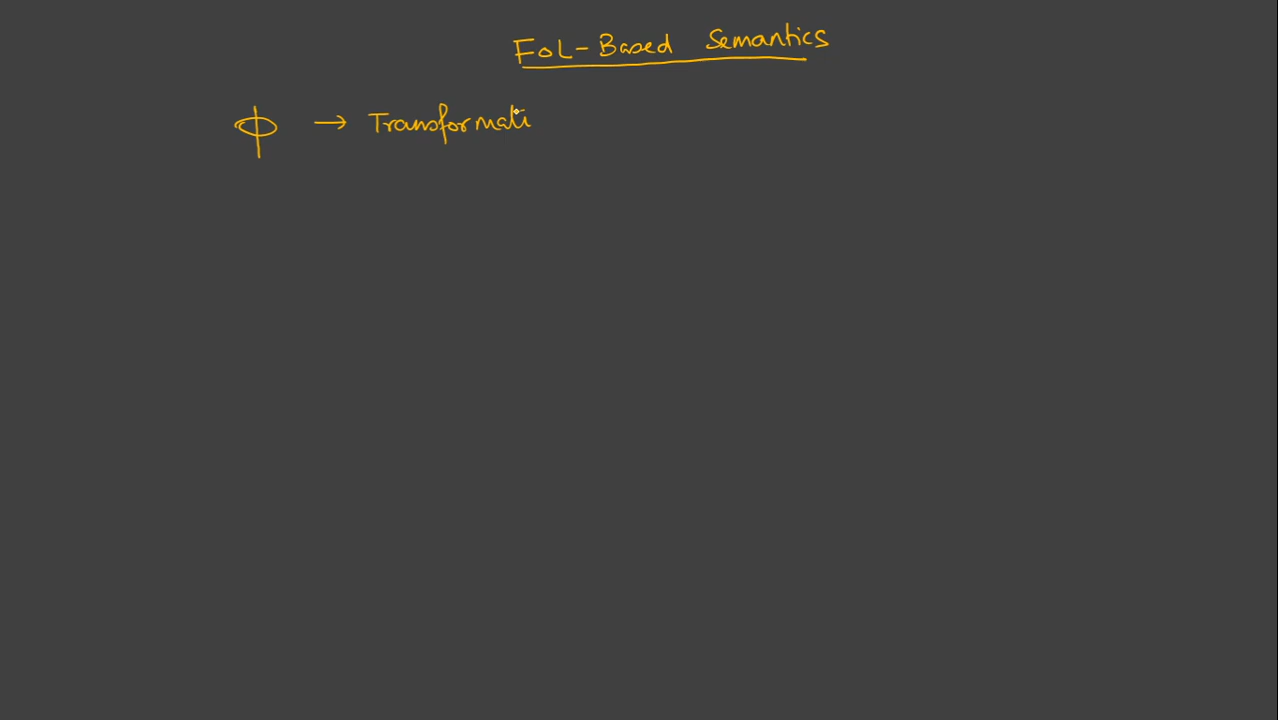 FoL-Based Semantics
ϕ → Transformati